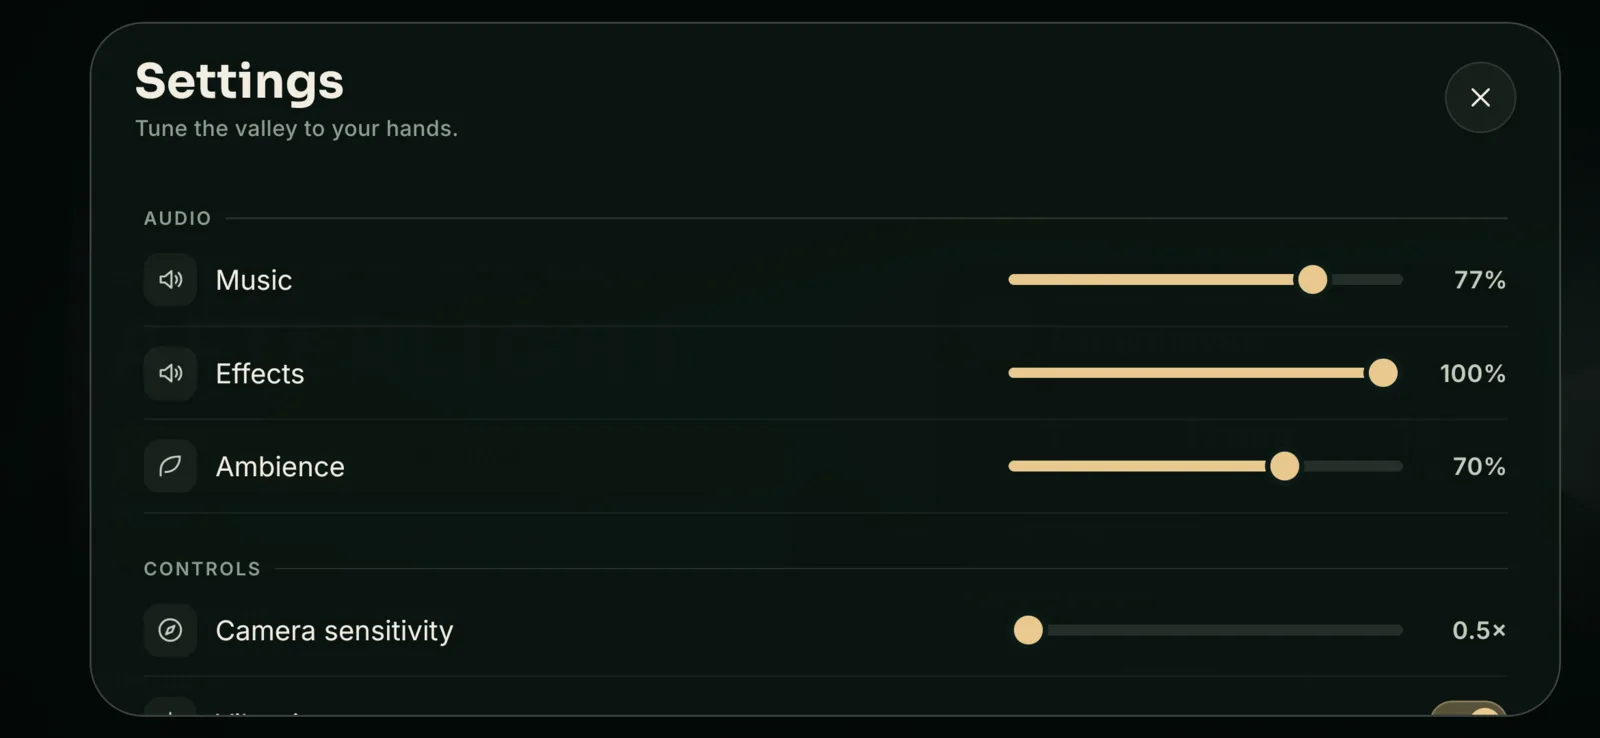 Settings
Tune the valley to your hands.
AUDIO
Music 77%
Effects 100%
Ambience 70%
CONTROLS
Camera sensitivity 0.5×